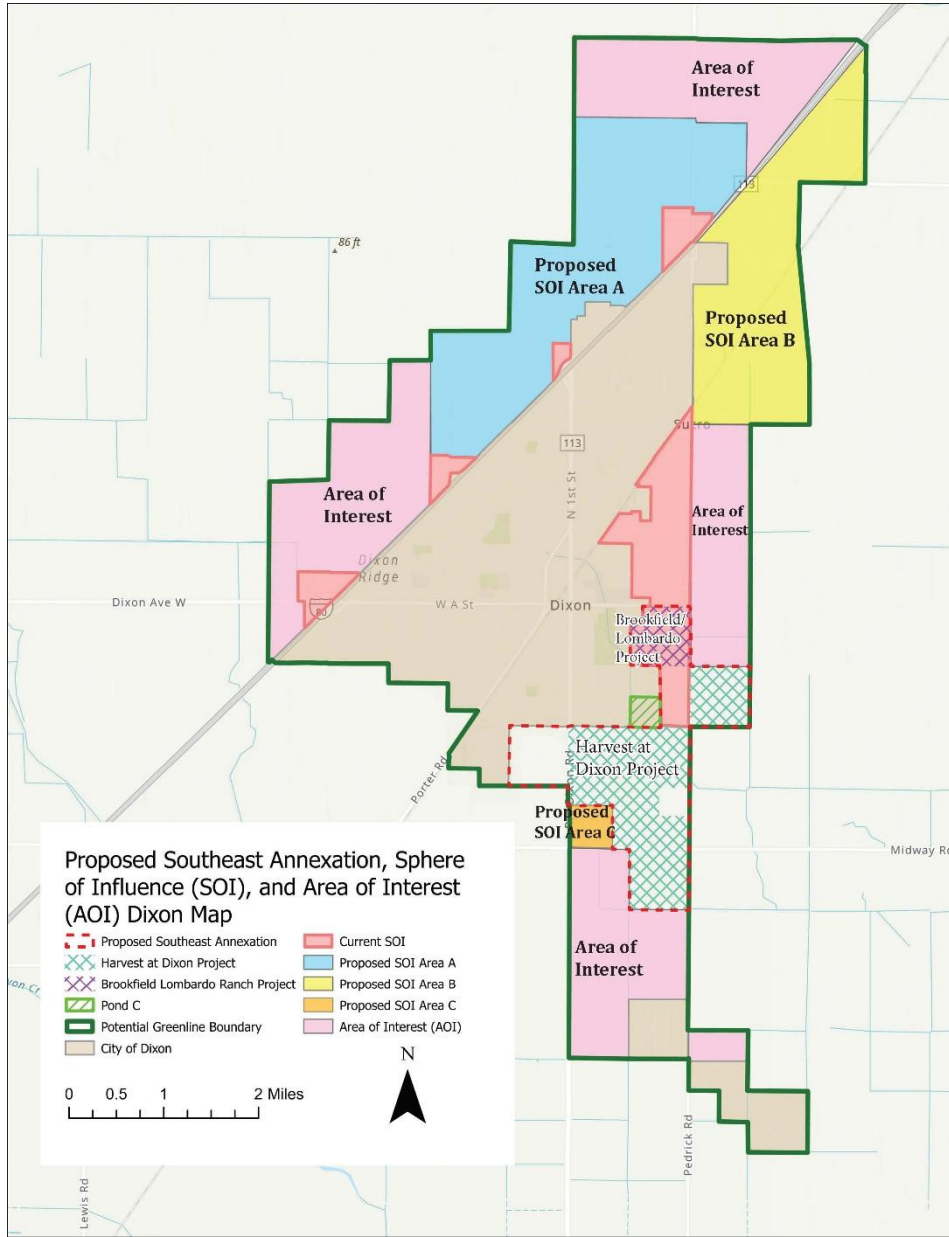 Area of
Interest
113
86 ft
Proposed
SOI Area A
Proposed
SOI Area B
Sutro
113
N 1st St
Area of
Interest
Area of
Interest
Dixon
Ridge
80
Dixon Ave W
W A St
Dixon
Brookfield/
Lombardo
Project
Harvest at
Dixon Project
Porter Rd
Proposed
SOI Area C
Midway Rd
Area of
Interest
Pedrick Rd
Lewis Rd
Proposed Southeast Annexation, Sphere
of Influence (SOI), and Area of Interest
(AOI) Dixon Map
Proposed Southeast Annexation
Harvest at Dixon Project
Brookfield Lombardo Ranch Project
Pond C
Potential Greenline Boundary
City of Dixon
Current SOI
Proposed SOI Area A
Proposed SOI Area B
Proposed SOI Area C
Area of Interest (AOI)
N
0 0.5 1 2 Miles